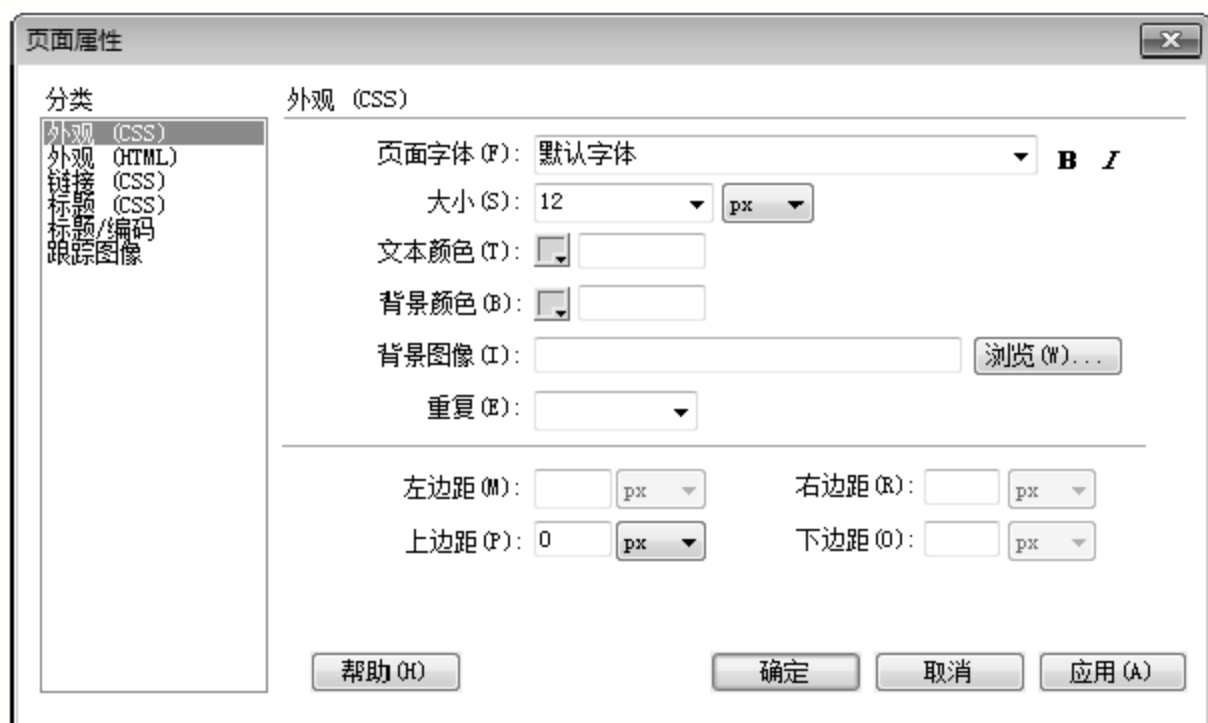 页面属性
分类
外观 (CSS)
外观 (HTML)
链接 (CSS)
标题 (CSS)
标题/编码
跟踪图像
外观 (CSS)
页面字体(F): 默认字体 B I
大小(S): 12 px
文本颜色(T):
背景颜色(B):
背景图像(I): 浏览(W)...
重复(E):
左边距(M): px 右边距(R): px
上边距(P): 0 px 下边距(O): px
帮助(H) 确定 取消 应用(A)